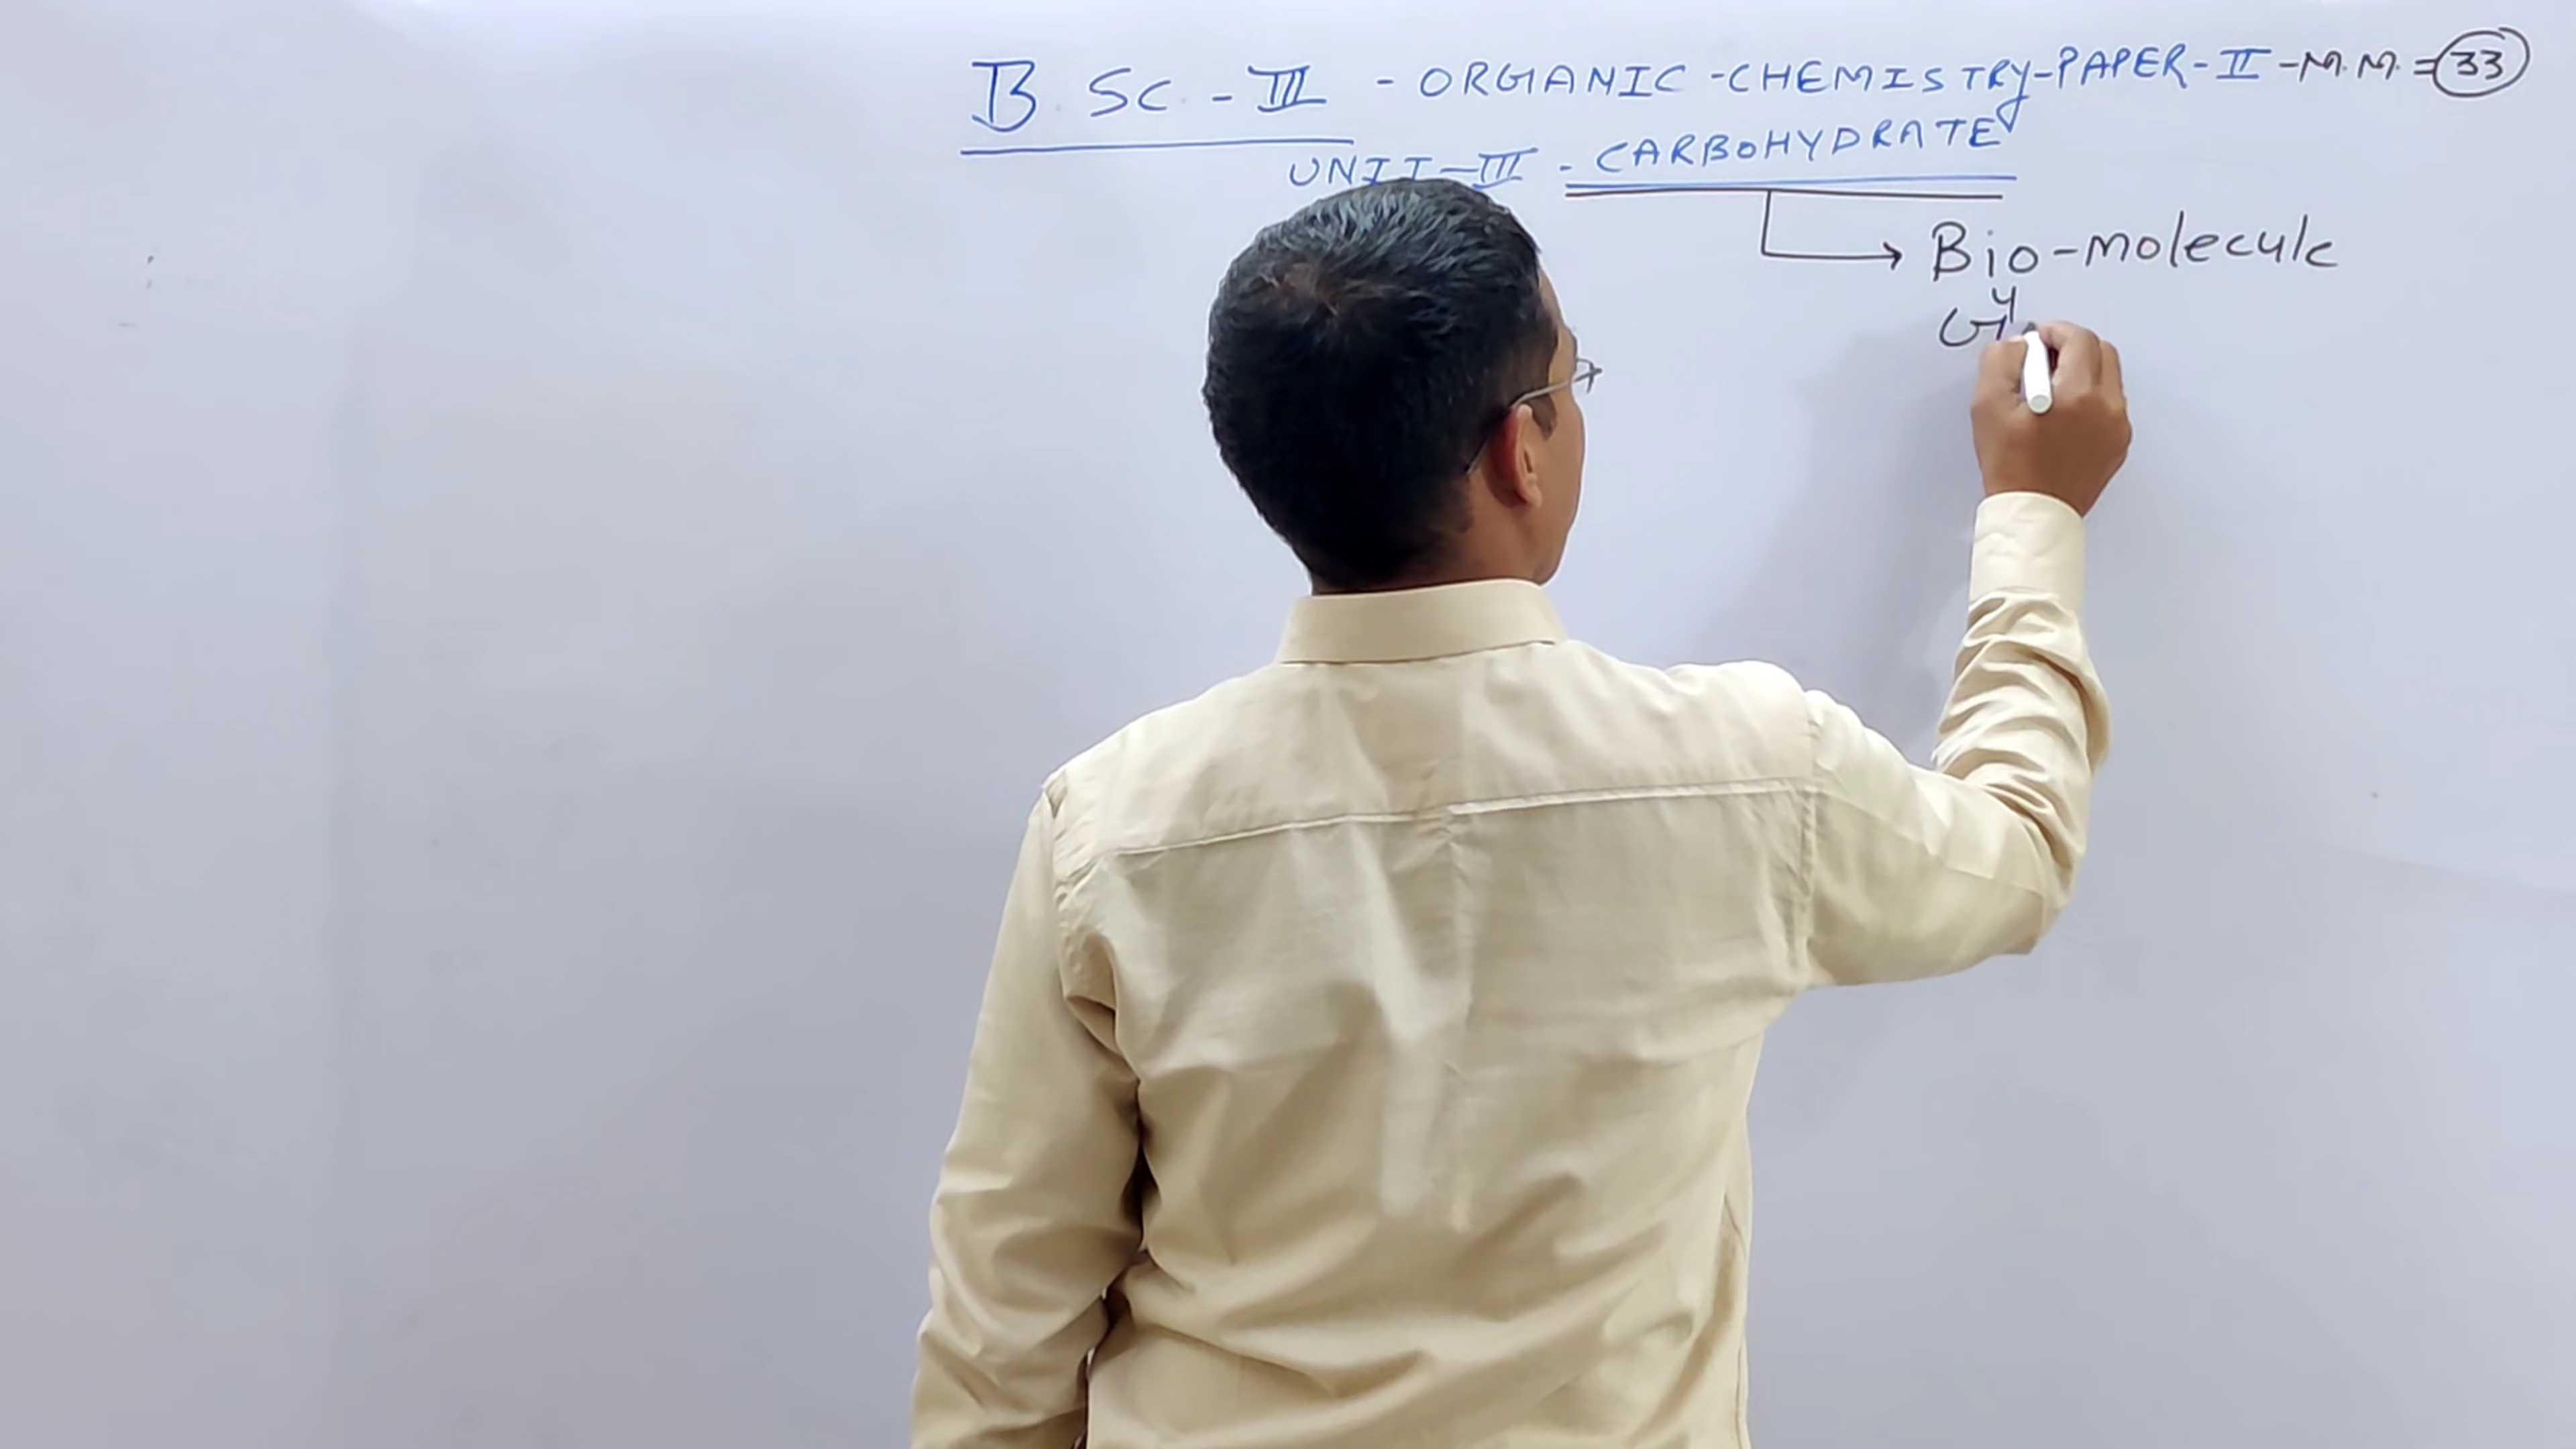 B.SC.-III - ORGANIC-CHEMISTRY-PAPER-II-M.M.=33
UNIT-III - CARBOHYDRATE
Bio-molecule